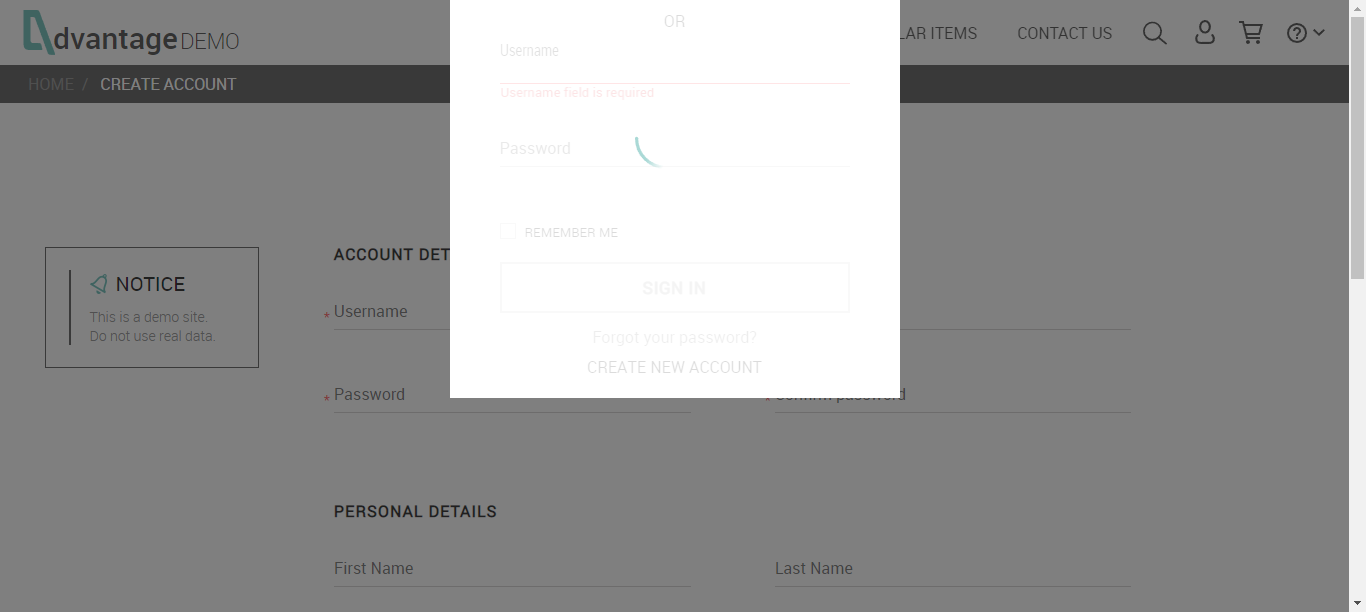 dvantage DEMO
LAR ITEMS
CONTACT US
HOME / CREATE ACCOUNT
OR
Username
Username field is required
Password
REMEMBER ME
SIGN IN
Forgot your password?
CREATE NEW ACCOUNT
NOTICE
This is a demo site.
Do not use real data.
ACCOUNT DET
* Username
* Password
* Confirm password
PERSONAL DETAILS
First Name
Last Name